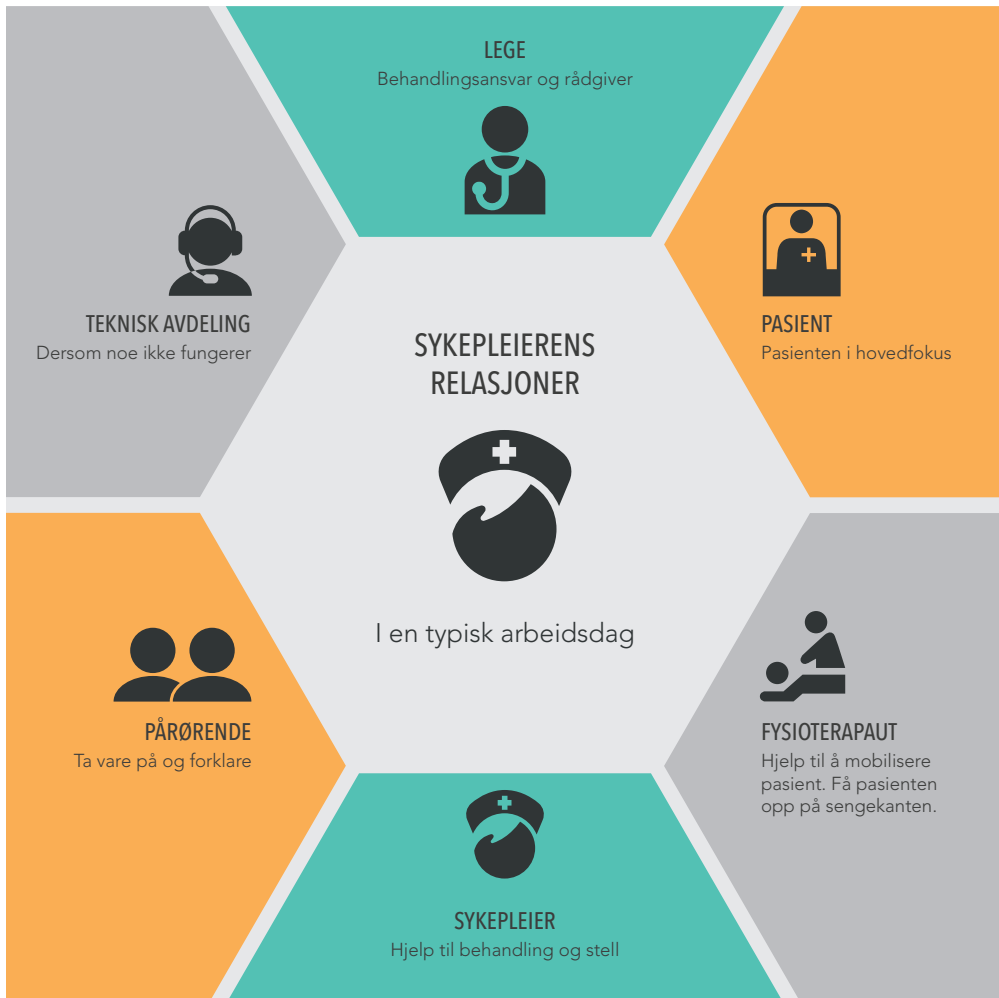 LEGE
Behandlingsansvar og rådgiver
TEKNISK AVDELING
Dersom noe ikke fungerer
PASIENT
Pasienten i hovedfokus
SYKEPLEIERENS
RELASJONER
I en typisk arbeidsdag
PÅRØRENDE
Ta vare på og forklare
FYSIOTERAPAUT
Hjelp til å mobilisere
pasient. Få pasienten
opp på sengekanten.
SYKEPLEIER
Hjelp til behandling og stell